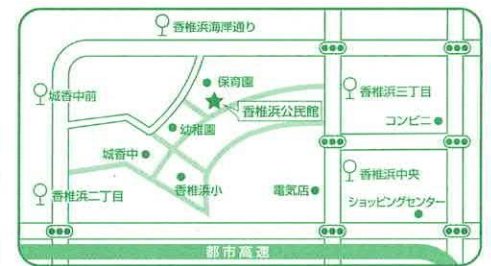 香椎浜海岸通り
保育園
城香中前
香椎浜三丁目
香椎浜公民館
コンビニ
幼稚園
城香中
香椎浜中央
香椎浜小
電気店
香椎浜二丁目
ショッピングセンター
都市高速